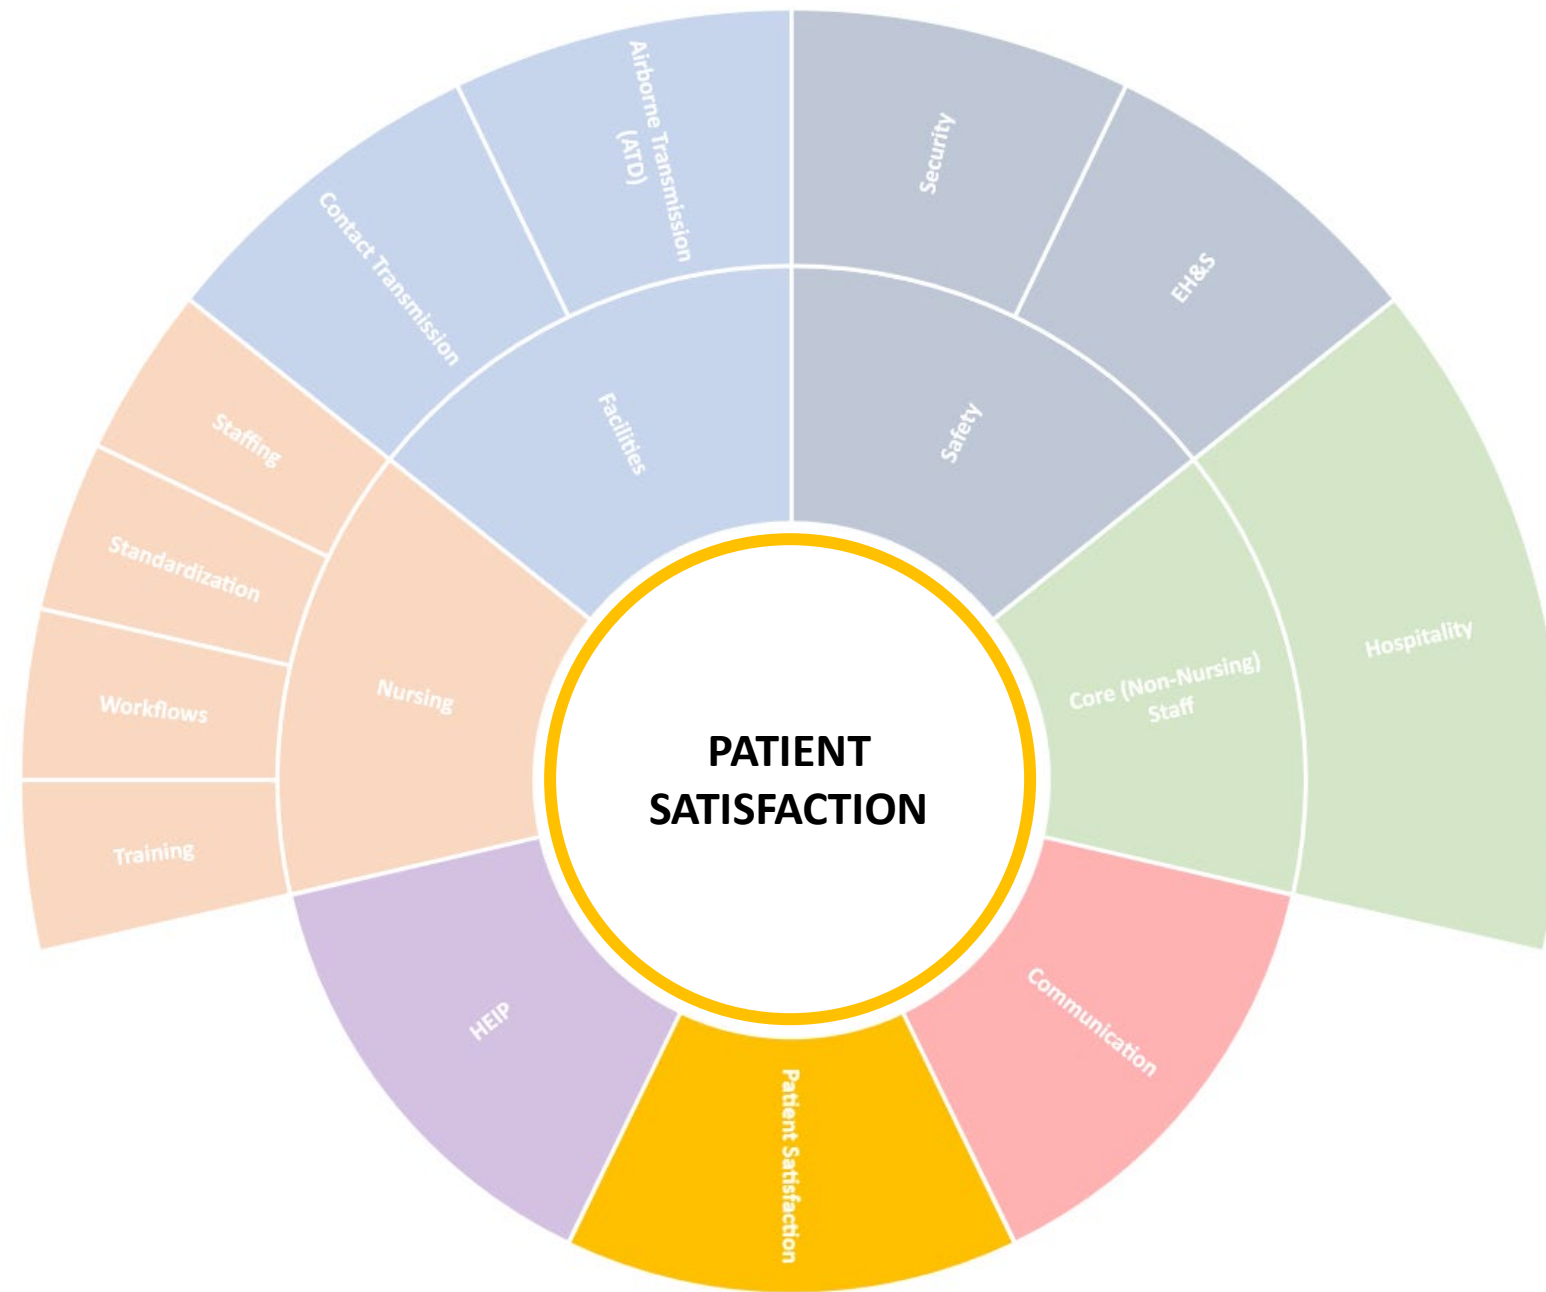 Airborne Transmission
(ATD)
Security
Contact Transmission
EH&S
Facilities
Safety
Staffing
Standardization
Workflows
Training
Nursing
Hospitality
Core (Non-Nursing)
Staff
PATIENT
SATISFACTION
HEIP
Communication
Patient Satisfaction